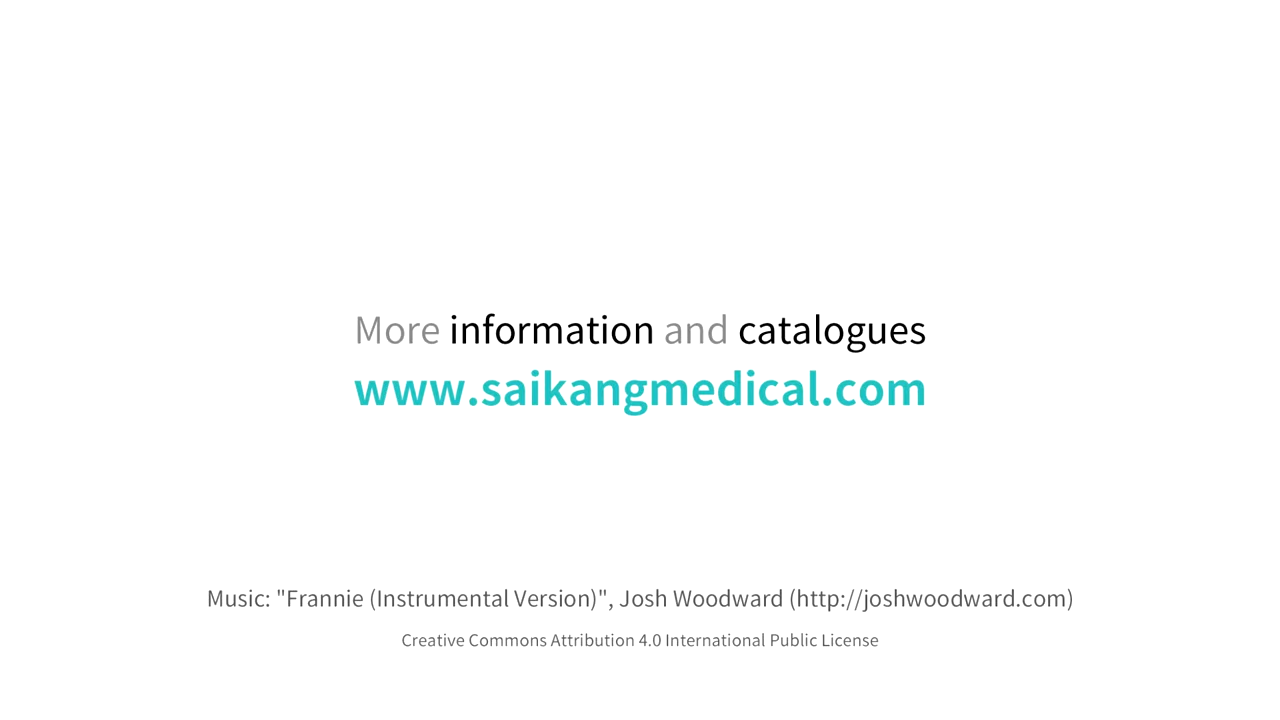 More information and catalogues
www.saikangmedical.com
Music: "Frannie (Instrumental Version)", Josh Woodward (http://joshwoodward.com)
Creative Commons Attribution 4.0 International Public License